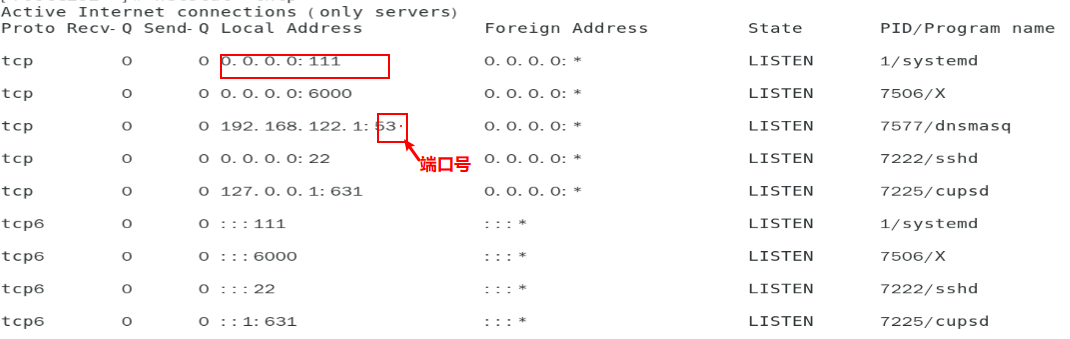 Active Internet connections (only servers)
Proto Recv-Q Send-Q Local Address Foreign Address State PID/Program name
tcp 0 0 0.0.0.0:111 0.0.0.0:* LISTEN 1/systemd
tcp 0 0 0.0.0.0:6000 0.0.0.0:* LISTEN 7506/X
tcp 0 0 192.168.122.1:53 0.0.0.0:* LISTEN 7577/dnsmasq
tcp 0 0 0.0.0.0:22 0.0.0.0:* LISTEN 7222/sshd
端口号
tcp 0 0 127.0.0.1:631 0.0.0.0:* LISTEN 7225/cupsd
tcp6 0 0 :::111 :::* LISTEN 1/systemd
tcp6 0 0 :::6000 :::* LISTEN 7506/X
tcp6 0 0 :::22 :::* LISTEN 7222/sshd
tcp6 0 0 ::1:631 :::* LISTEN 7225/cupsd